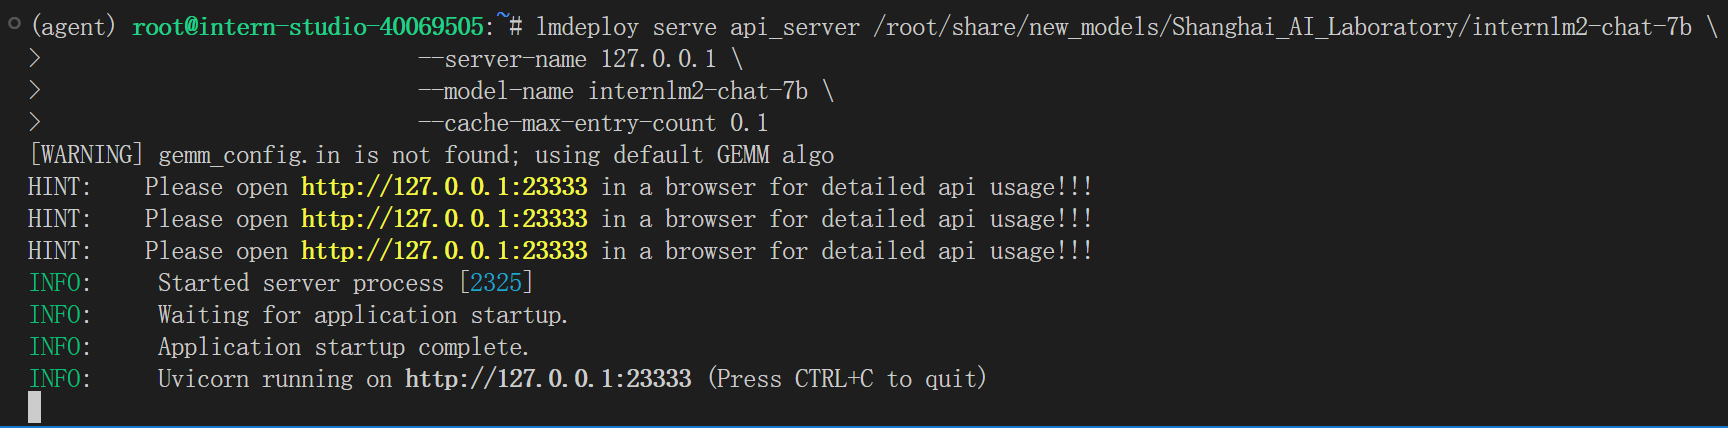 (agent) root@intern-studio-40069505:~# lmdeploy serve api_server /root/share/new_models/Shanghai_AI_Laboratory/internlm2-chat-7b \
> --server-name 127.0.0.1 \
> --model-name internlm2-chat-7b \
> --cache-max-entry-count 0.1
[WARNING] gemm_config.in is not found; using default GEMM algo
HINT: Please open http://127.0.0.1:23333 in a browser for detailed api usage!!!
HINT: Please open http://127.0.0.1:23333 in a browser for detailed api usage!!!
HINT: Please open http://127.0.0.1:23333 in a browser for detailed api usage!!!
INFO: Started server process [2325]
INFO: Waiting for application startup.
INFO: Application startup complete.
INFO: Uvicorn running on http://127.0.0.1:23333 (Press CTRL+C to quit)